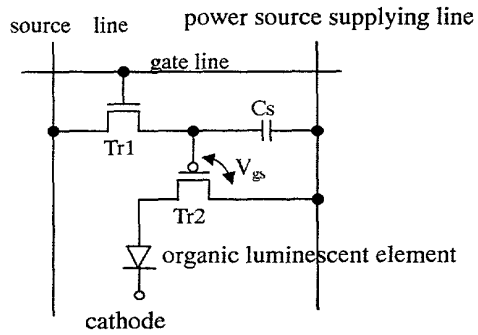 power source supplying line
source line
gate line
Cs
Tr1
Vgs
Tr2
organic luminescent element
cathode